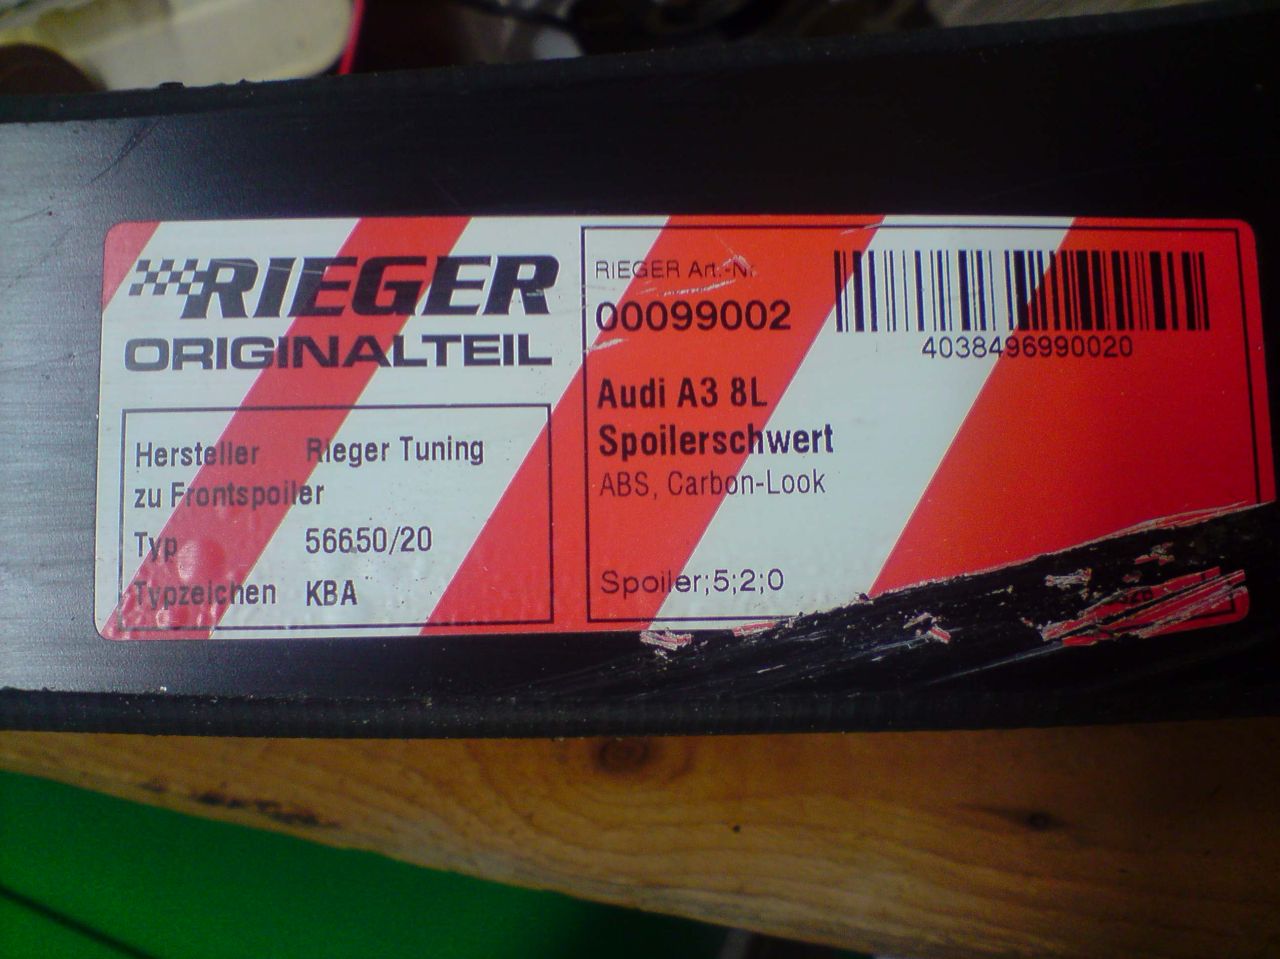 RIEGER
ORIGINALTEIL
Hersteller Rieger Tuning
zu Frontspoiler
Typ 56650/20
Typzeichen KBA
RIEGER Art.-Nr.
00099002
4038496990020
Audi A3 8L
Spoilerschwert
ABS, Carbon-Look
Spoiler;5;2;0